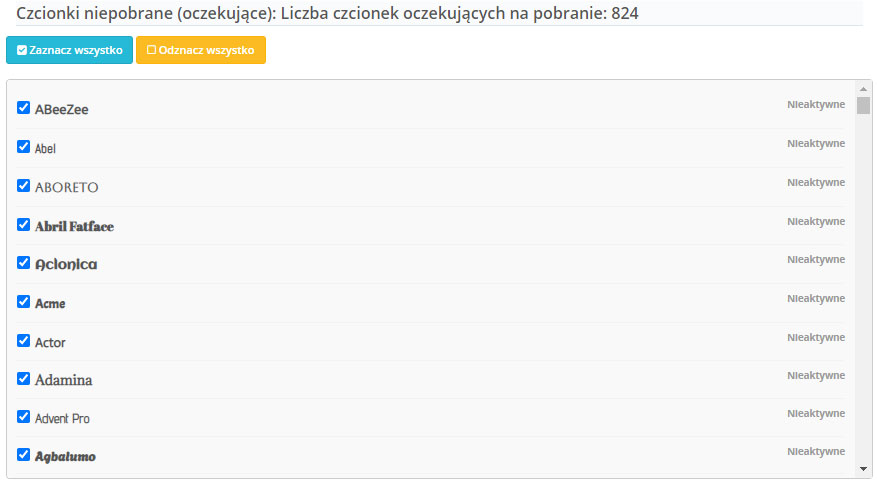 Czcionki niepobrane (oczekujące): Liczba czcionek oczekujących na pobranie: 824
Zaznacz wszystko Odznacz wszystko
ABeeZee Nieaktywne
Abel Nieaktywne
ABORETO Nieaktywne
Abril Fatface Nieaktywne
Aclonica Nieaktywne
Acme Nieaktywne
Actor Nieaktywne
Adamina Nieaktywne
Advent Pro Nieaktywne
Agbalumo Nieaktywne